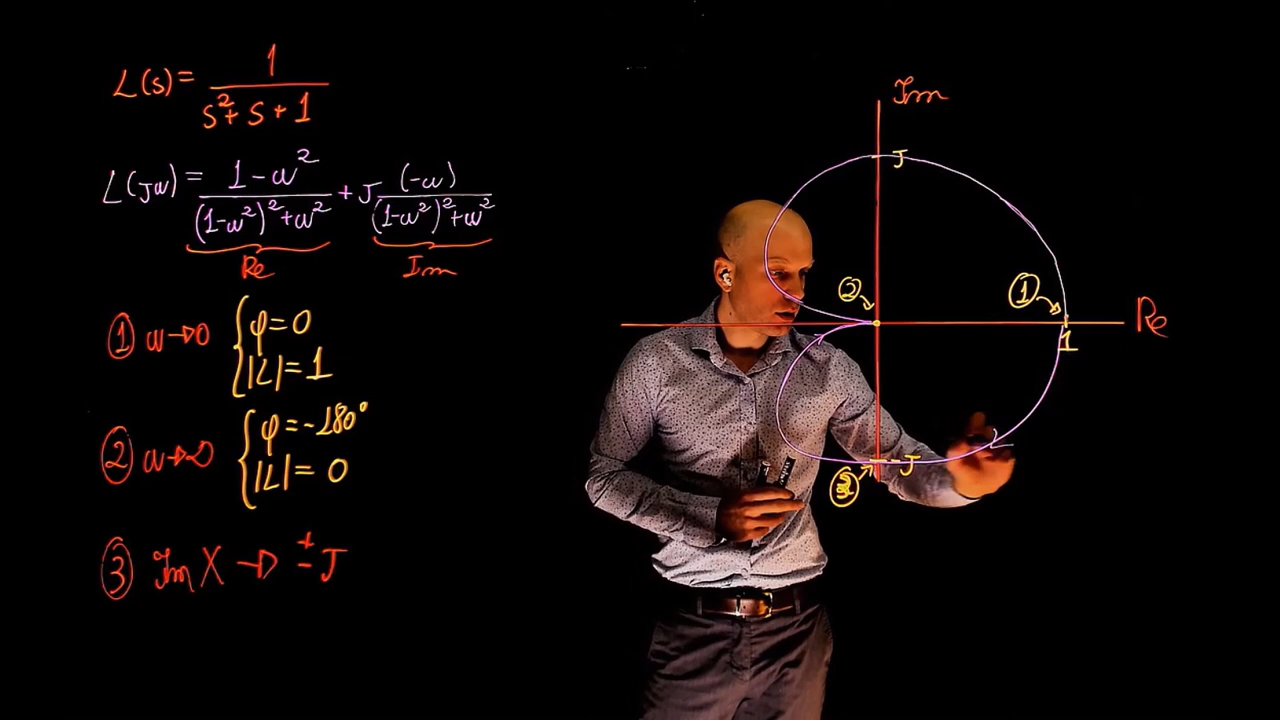 L(s) = 1 / (s² + s + 1)
L(Jω) = (1-ω²) / ((1-ω²)² + ω²) + J (-ω) / ((1-ω²)² + ω²)
Re Im
① ω→0 { φ = 0
|L| = 1
② ω→∞ { φ = -180°
|L| = 0
③ Im X → ±J
Im
J
② ①
Re
1
-J